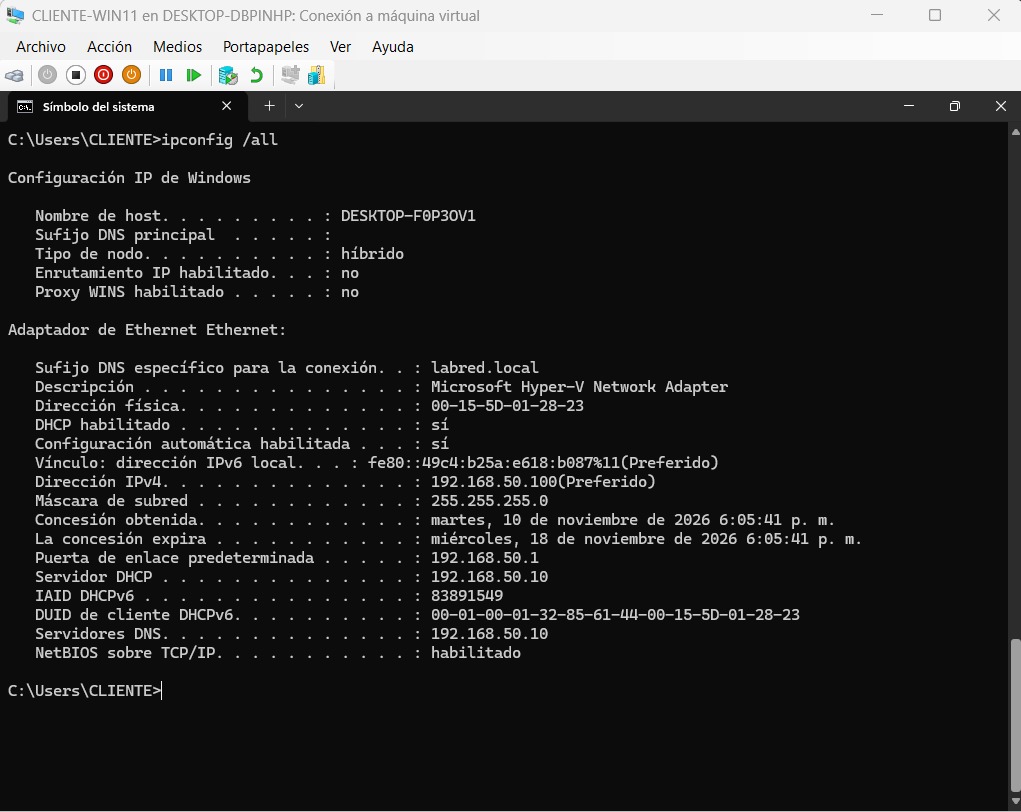 CLIENTE-WIN11 en DESKTOP-DBPINHP: Conexión a máquina virtual
Archivo Acción Medios Portapapeles Ver Ayuda
Símbolo del sistema
C:\Users\CLIENTE>ipconfig /all
Configuración IP de Windows
Nombre de host. . . . . . . . . : DESKTOP-F0P3OV1
Sufijo DNS principal  . . . . . :
Tipo de nodo. . . . . . . . . . : híbrido
Enrutamiento IP habilitado. . . : no
Proxy WINS habilitado . . . . . : no
Adaptador de Ethernet Ethernet:
Sufijo DNS específico para la conexión. . : labred.local
Descripción . . . . . . . . . . . . . . . : Microsoft Hyper-V Network Adapter
Dirección física. . . . . . . . . . . . . : 00-15-5D-01-28-23
DHCP habilitado . . . . . . . . . . . . . : sí
Configuración automática habilitada . . . : sí
Vínculo: dirección IPv6 local. . . : fe80::49c4:b25a:e618:b087%11(Preferido)
Dirección IPv4. . . . . . . . . . . . . . : 192.168.50.100(Preferido)
Máscara de subred . . . . . . . . . . . . : 255.255.255.0
Concesión obtenida. . . . . . . . . . . . : martes, 10 de noviembre de 2026 6:05:41 p. m.
La concesión expira . . . . . . . . . . . : miércoles, 18 de noviembre de 2026 6:05:41 p. m.
Puerta de enlace predeterminada . . . . . : 192.168.50.1
Servidor DHCP . . . . . . . . . . . . . . : 192.168.50.10
IAID DHCPv6 . . . . . . . . . . . . . . . : 83891549
DUID de cliente DHCPv6. . . . . . . . . . : 00-01-00-01-32-85-61-44-00-15-5D-01-28-23
Servidores DNS. . . . . . . . . . . . . . : 192.168.50.10
NetBIOS sobre TCP/IP. . . . . . . . . . . : habilitado
C:\Users\CLIENTE>